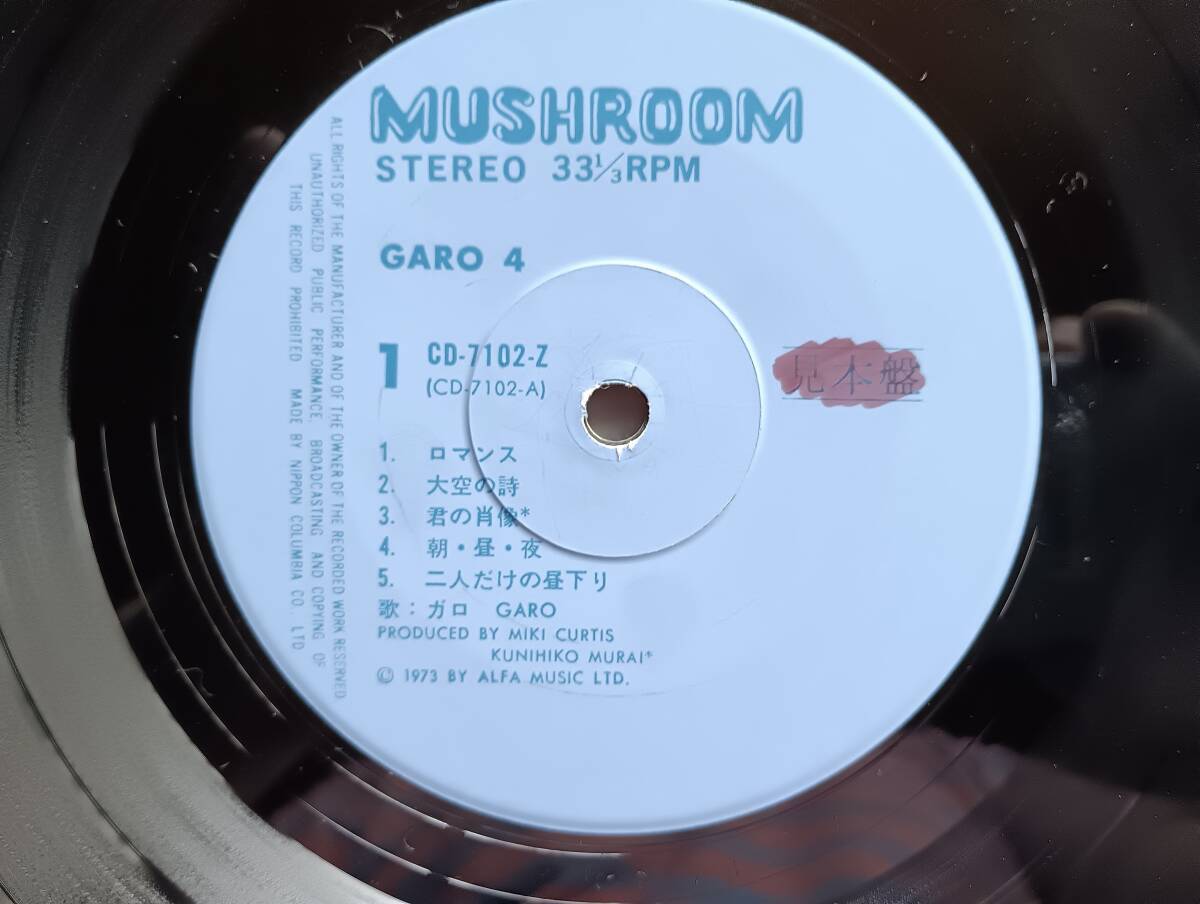 MUSHROOM
STEREO 33⅓RPM
GARO 4
1
CD-7102-Z
(CD-7102-A)
見本盤
1. ロマンス
2. 大空の詩
3. 君の肖像*
4. 朝・昼・夜
5. 二人だけの昼下り
歌：ガロ GARO
PRODUCED BY MIKI CURTIS
KUNIHIKO MURAI*
© 1973 BY ALFA MUSIC LTD.
ALL RIGHTS OF THE MANUFACTURER AND OF THE OWNER OF THE RECORDED WORK RESERVED
UNAUTHORIZED PUBLIC PERFORMANCE, BROADCASTING AND COPYING OF
THIS RECORD PROHIBITED MADE BY NIPPON COLUMBIA CO., LTD.